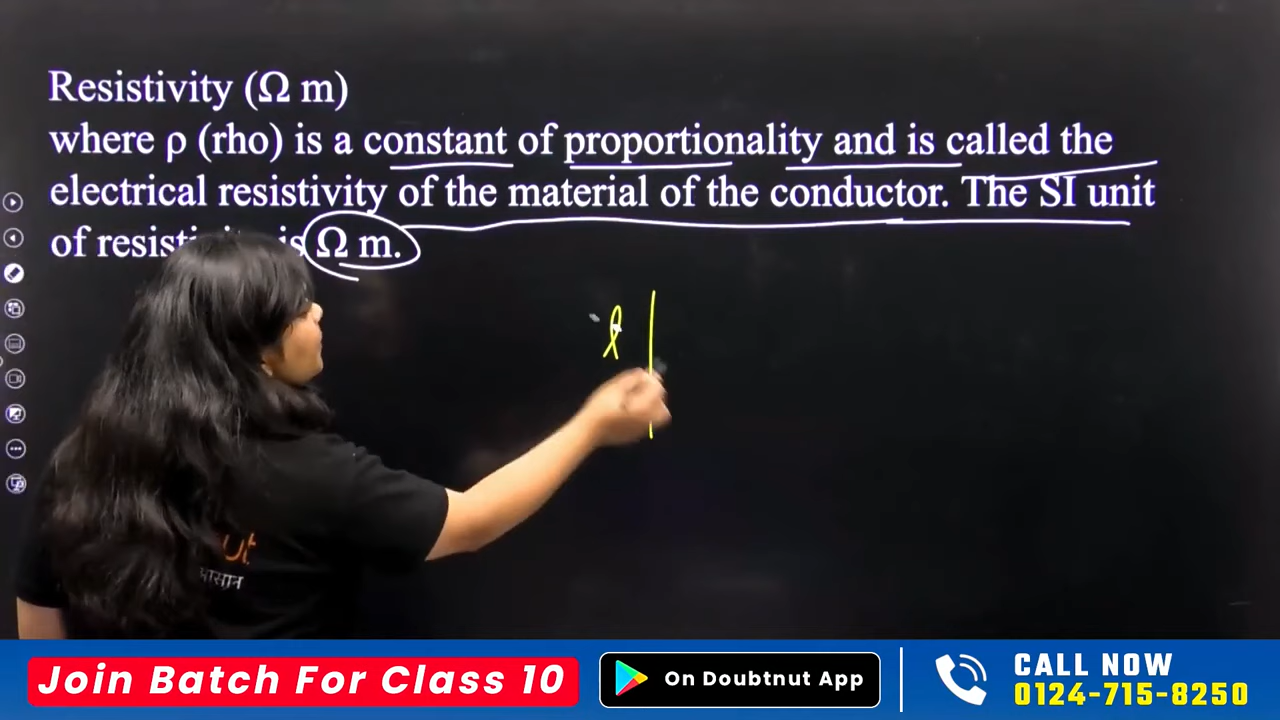 Resistivity (Ω m)
where ρ (rho) is a constant of proportionality and is called the
electrical resistivity of the material of the conductor. The SI unit
of is Ω m.
l
ut
आसान
Join Batch For Class 10
On Doubtnut App
CALL NOW
0124-715-8250